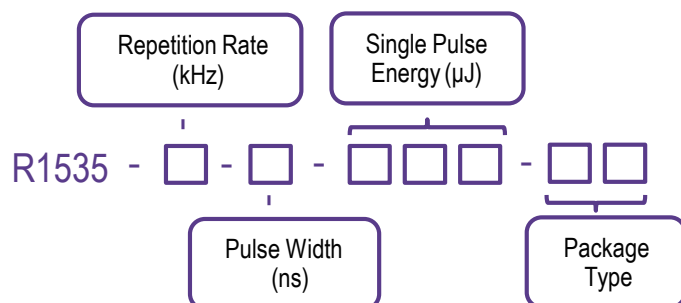 Repetition Rate
(kHz)
Single Pulse
Energy (µJ)
R1535 - □ - □ - □□□ - □□
Pulse Width
(ns)
Package
Type